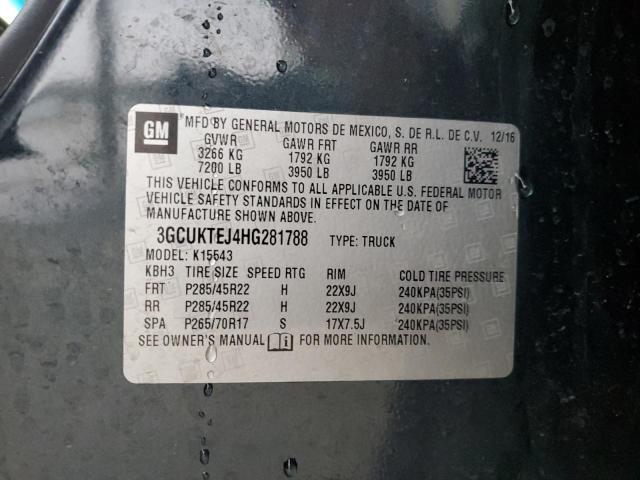 GM
MFD BY GENERAL MOTORS DE MEXICO, S. DE R.L. DE C.V. 12/16
GVWR GAWR FRT GAWR RR
3266 KG 1792 KG 1792 KG
7200 LB 3950 LB 3950 LB
THIS VEHICLE CONFORMS TO ALL APPLICABLE U.S. FEDERAL MOTOR
VEHICLE SAFETY STANDARDS IN EFFECT ON THE DATE OF
MANUFACTURE SHOWN ABOVE.
3GCUKTEJ4HG281788 TYPE: TRUCK
MODEL: K15543
KBH3 TIRE SIZE SPEED RTG RIM COLD TIRE PRESSURE
FRT P285/45R22 H 22X9J 240KPA(35PSI)
RR P285/45R22 H 22X9J 240KPA(35PSI)
SPA P265/70R17 S 17X7.5J 240KPA(35PSI)
SEE OWNER'S MANUAL FOR MORE INFORMATION.